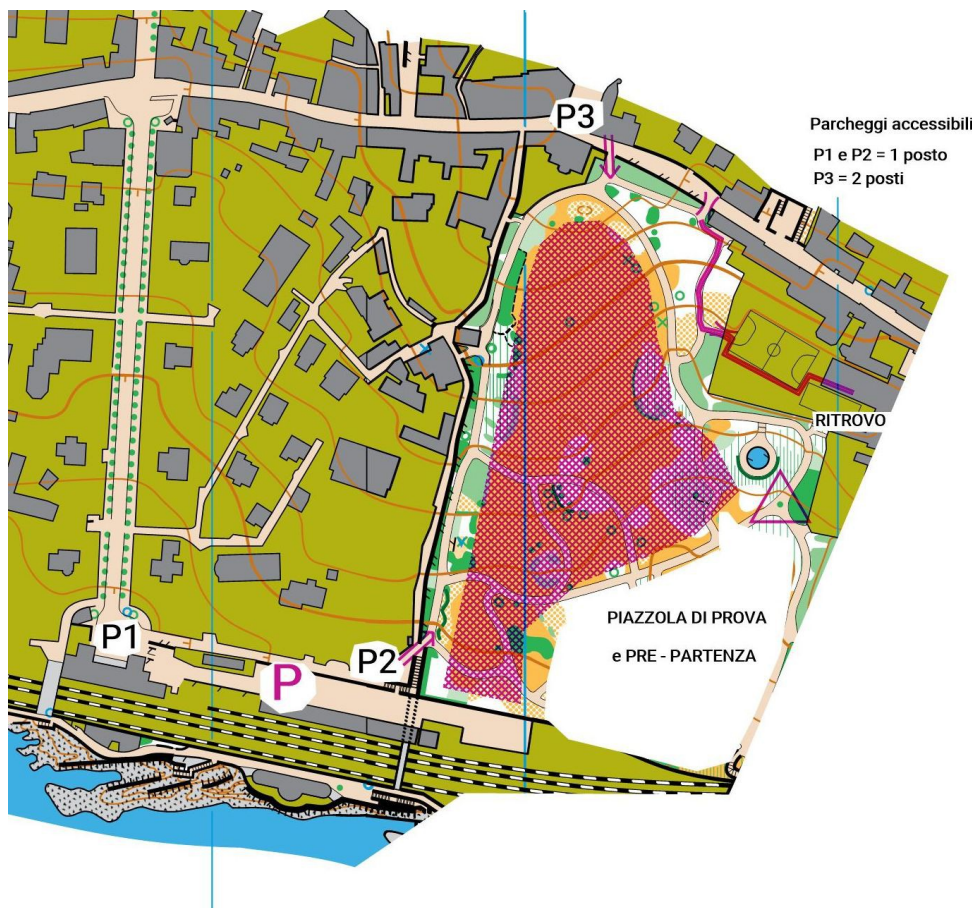 P3
Parcheggi accessibili
P1 e P2 = 1 posto
P3 = 2 posti
RITROVO
PIAZZOLA DI PROVA
e PRE - PARTENZA
P1
P2
P